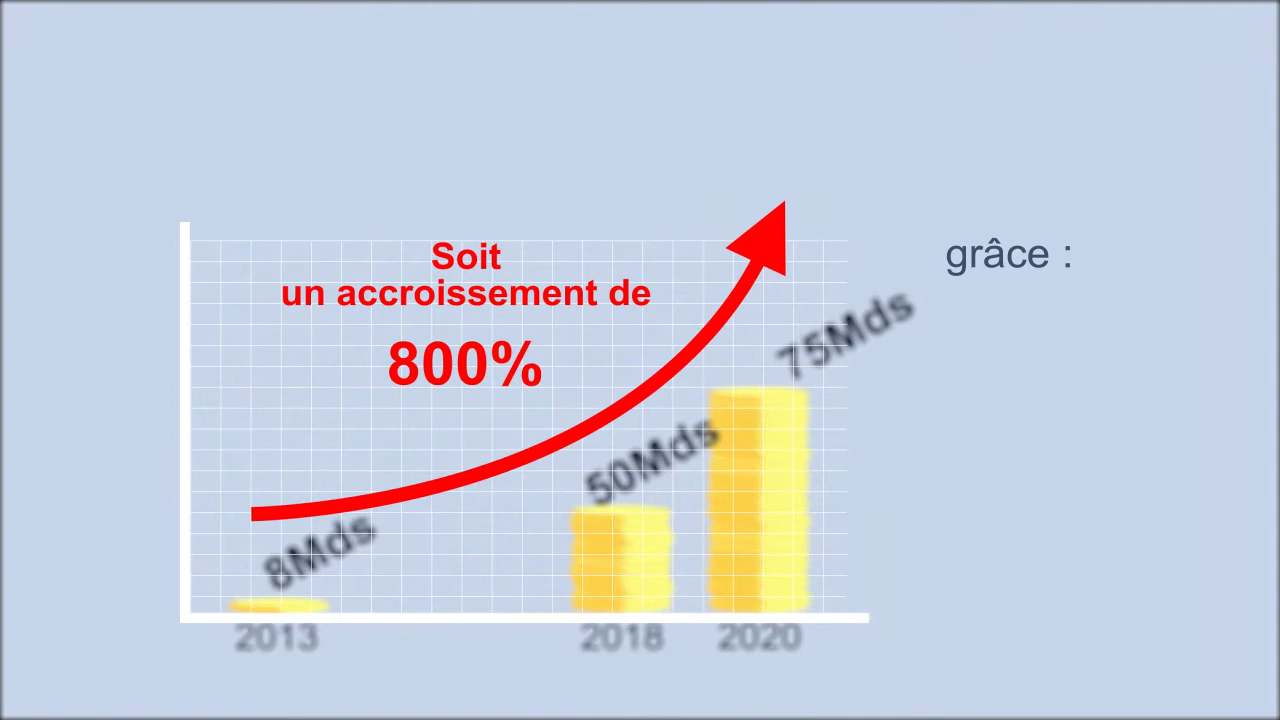 Soit
un accroissement de
800%
grâce :
75Mds
50Mds
8Mds
2013 2018 2020